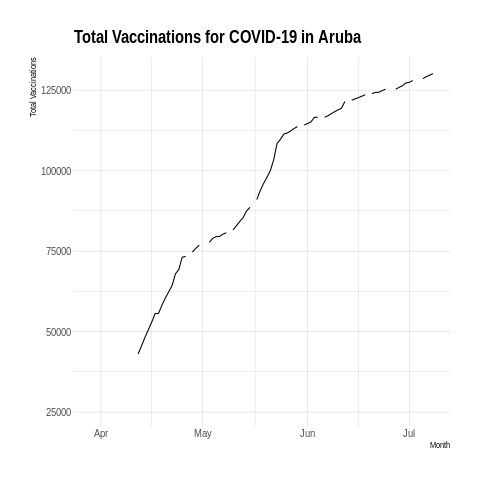 Total Vaccinations for COVID-19 in Aruba
Total Vaccinations
125000
100000
75000
50000
25000
Apr May Jun Jul
Month